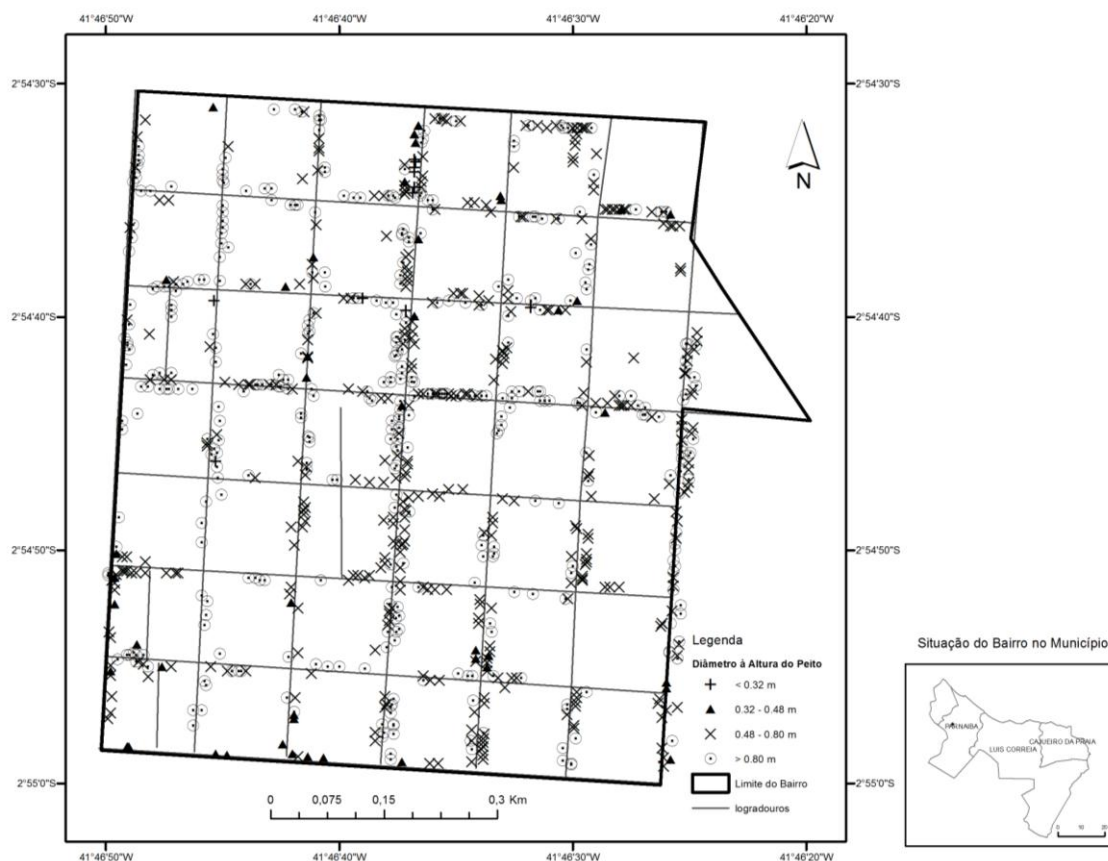 41°46'50"W
41°46'40"W
41°46'30"W
41°46'20"W
2°54'30"S
2°54'30"S
N
2°54'40"S
2°54'40"S
2°54'50"S
2°54'50"S
Legenda
Diâmetro à Altura do Peito
< 0.32 m
0.32 - 0.48 m
0.48 - 0.80 m
> 0.80 m
Limite do Bairro
logradouros
0 0,075 0,15 0,3 Km
2°55'0"S
2°55'0"S
41°46'50"W
41°46'40"W
41°46'30"W
41°46'20"W
Situação do Bairro no Município
PARNAIBA
CAJUEIRO DA PRAIA
LUIS CORREIA
0 10 20